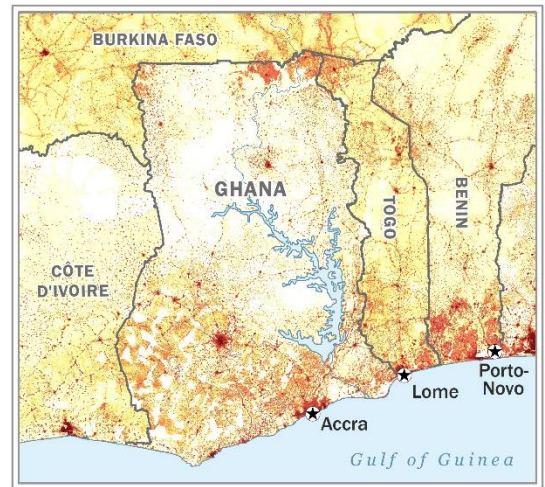 BURKINA FASO
GHANA
TOGO
BENIN
CÔTE
D'IVOIRE
Porto-
Novo
Lome
Accra
Gulf of Guinea